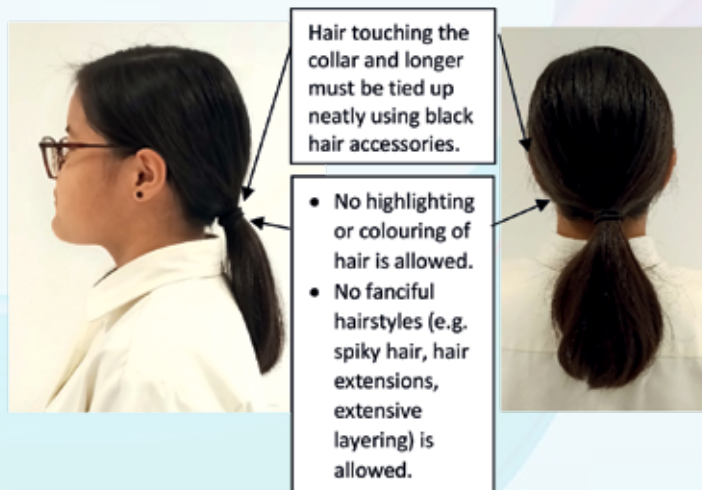 Hair touching the
collar and longer
must be tied up
neatly using black
hair accessories.
• No highlighting
or colouring of
hair is allowed.
• No fanciful
hairstyles (e.g.
spiky hair, hair
extensions,
extensive
layering) is
allowed.